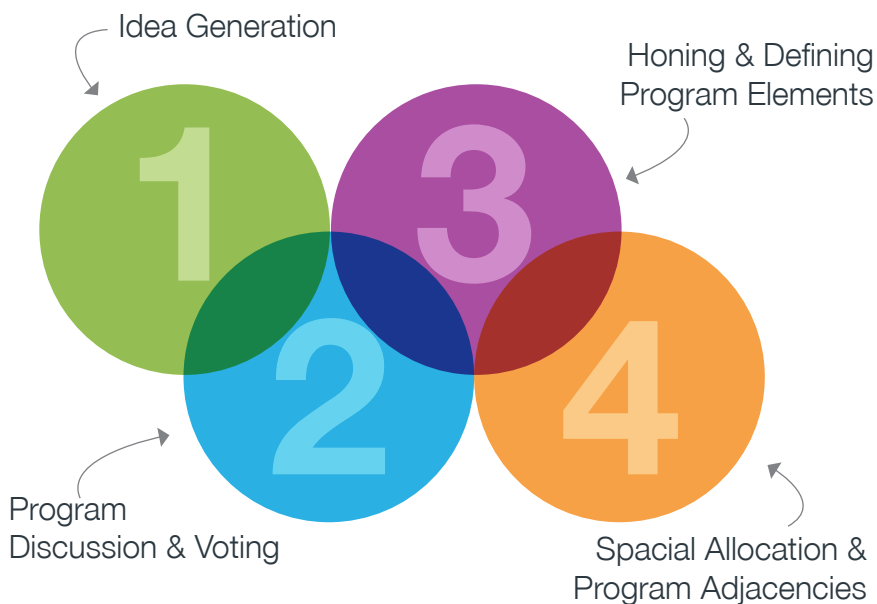 Idea Generation
1
Program
Discussion & Voting
2
Honing & Defining
Program Elements
3
Spacial Allocation &
Program Adjacencies
4